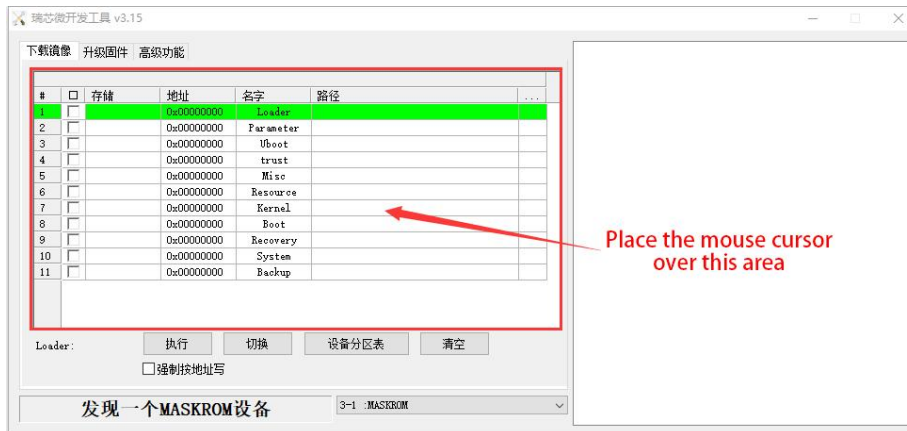 瑞芯微开发工具 v3.15
下载镜像 升级固件 高级功能
# 存储 地址 名字 路径 ...
1 0x00000000 Loader
2 0x00000000 Parameter
3 0x00000000 Uboot
4 0x00000000 trust
5 0x00000000 Misc
6 0x00000000 Resource
7 0x00000000 Kernel
8 0x00000000 Boot
9 0x00000000 Recovery
10 0x00000000 System
11 0x00000000 Backup
Place the mouse cursor
over this area
Loader: 执行 切换 设备分区表 清空
强制按地址写
发现一个MASKROM设备 3-1 :MASKROM